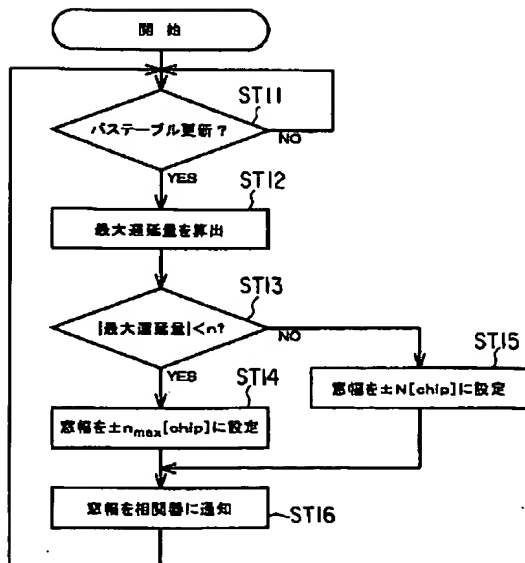 開始
ST11
パステーブル更新？
NO
YES
ST12
最大遅延量を算出
ST13
|最大遅延量|<n?
NO
ST15
YES
ST14
窓幅を±N[chip]に設定
窓幅を±nmax[chip]に設定
窓幅を相関器に通知
ST16